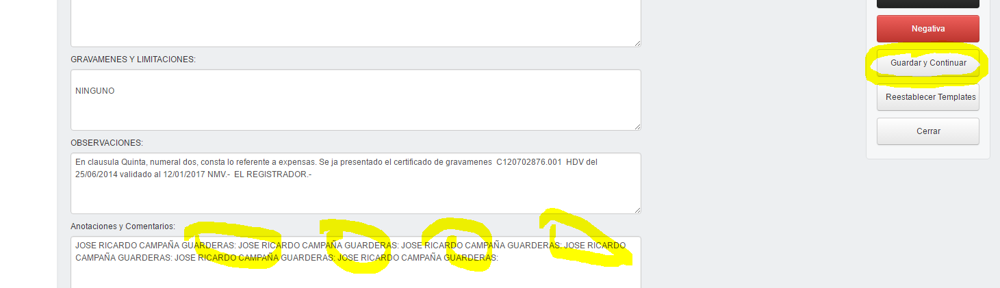 GRAVAMENES Y LIMITACIONES:
NINGUNO
OBSERVACIONES:
En clausula Quinta, numeral dos, consta lo referente a expensas. Se ja presentado el certificado de gravamenes  C120702876.001  HDV del
25/06/2014 validado al 12/01/2017 NMV.-  EL REGISTRADOR.-
Anotaciones y Comentarios:
JOSE RICARDO CAMPAÑA GUARDERAS: JOSE RICARDO CAMPAÑA GUARDERAS: JOSE RICARDO CAMPAÑA GUARDERAS: JOSE RICARDO
CAMPAÑA GUARDERAS: JOSE RICARDO CAMPAÑA GUARDERAS: JOSE RICARDO CAMPAÑA GUARDERAS:
Negativa
Guardar y Continuar
Reestablecer Templates
Cerrar